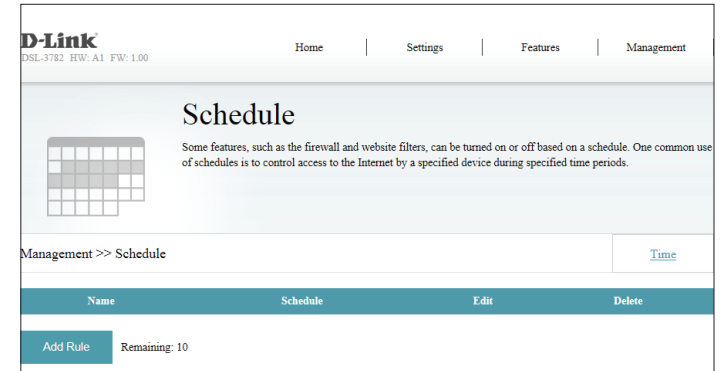 D-Link
DSL-3782 HW: A1 FW: 1.00
Home
Settings
Features
Management
Schedule
Some features, such as the firewall and website filters, can be turned on or off based on a schedule. One common use
of schedules is to control access to the Internet by a specified device during specified time periods.
Management >> Schedule
Time
Name
Schedule
Edit
Delete
Add Rule
Remaining: 10